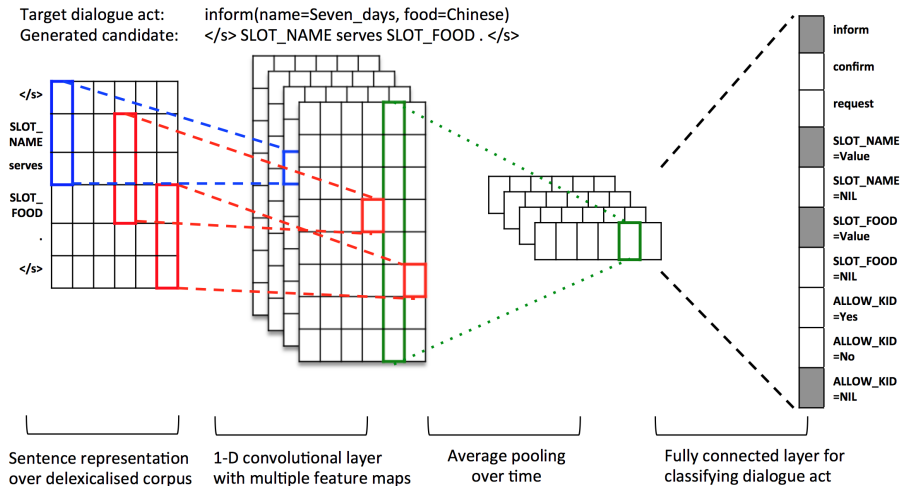 Target dialogue act: inform(name=Seven_days, food=Chinese)
Generated candidate: </s> SLOT_NAME serves SLOT_FOOD . </s>
</s>
SLOT_
NAME
serves
SLOT_
FOOD
.
</s>
inform
confirm
request
SLOT_NAME
=Value
SLOT_NAME
=NIL
SLOT_FOOD
=Value
SLOT_FOOD
=NIL
ALLOW_KID
=Yes
ALLOW_KID
=No
ALLOW_KID
=NIL
Sentence representation
over delexicalised corpus
1-D convolutional layer
with multiple feature maps
Average pooling
over time
Fully connected layer for
classifying dialogue act